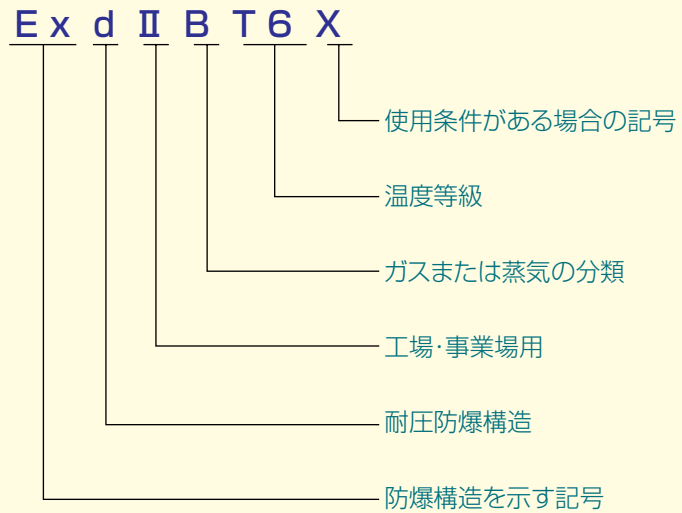 Ex d Ⅱ B T6 X
使用条件がある場合の記号
温度等級
ガスまたは蒸気の分類
工場·事業場用
耐圧防爆構造
防爆構造を示す記号